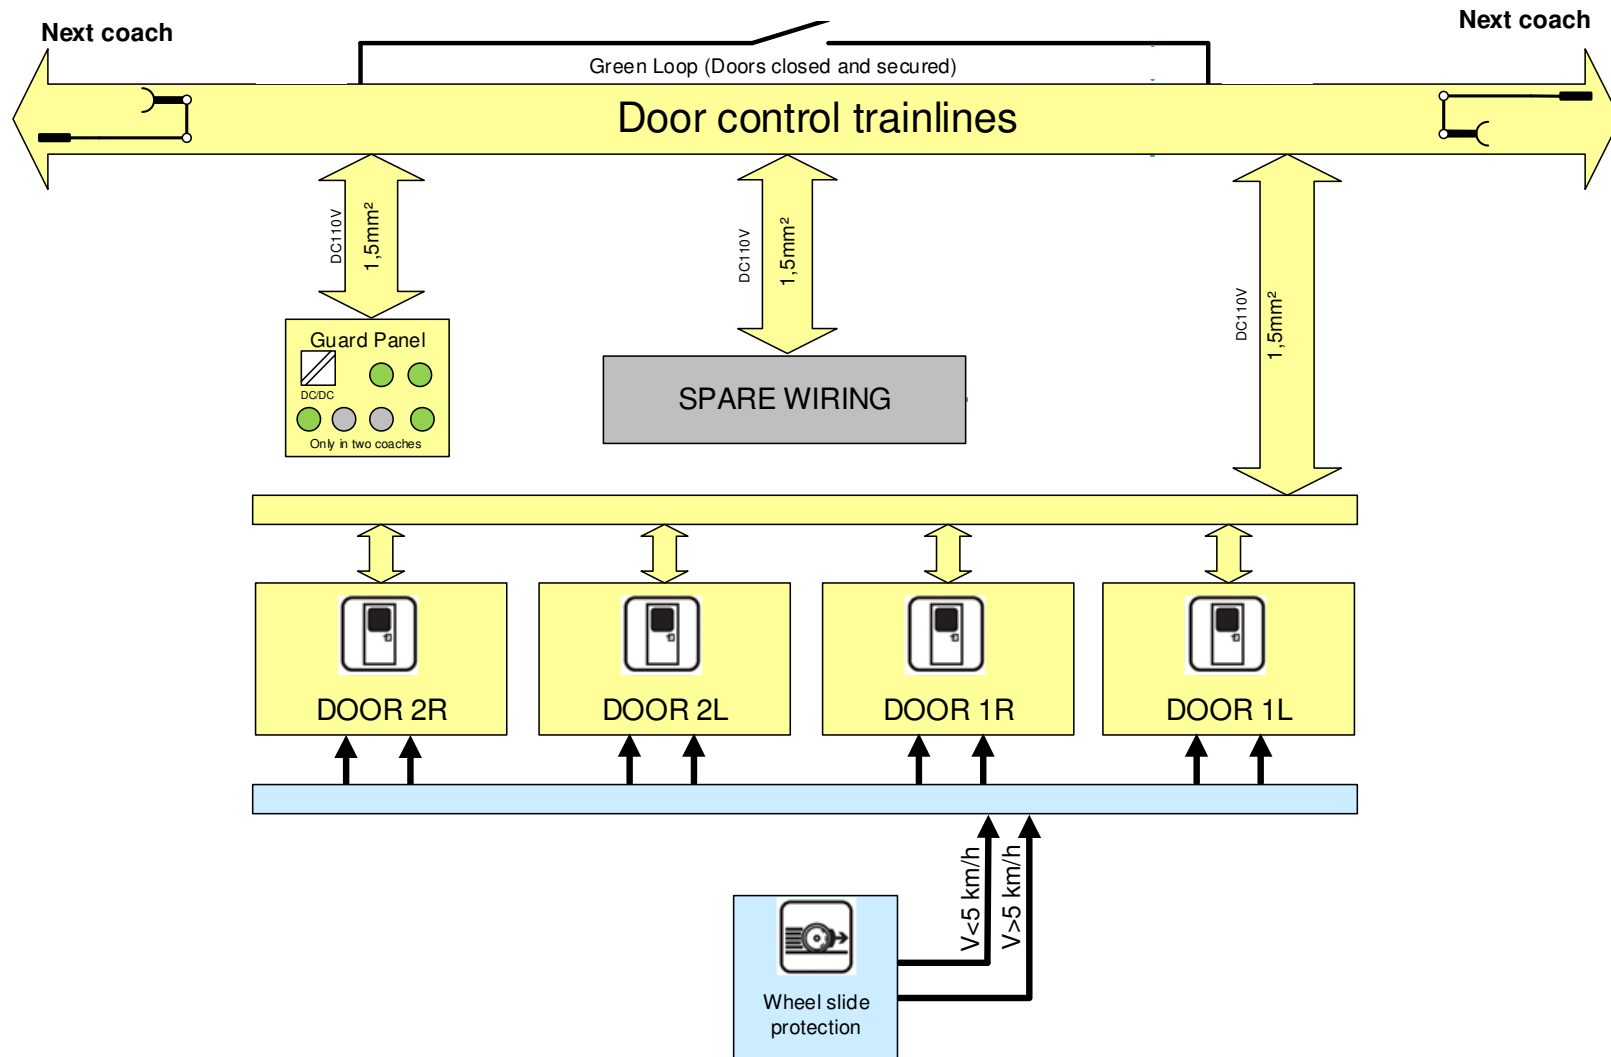 Next coach
Next coach
Green Loop (Doors closed and secured)
Door control trainlines
DC110V
1,5mm²
DC110V
1,5mm²
DC110V
1,5mm²
Guard Panel
DC/DC
Only in two coaches
SPARE WIRING
DOOR 2R
DOOR 2L
DOOR 1R
DOOR 1L
V<5 km/h
V>5 km/h
Wheel slide
protection